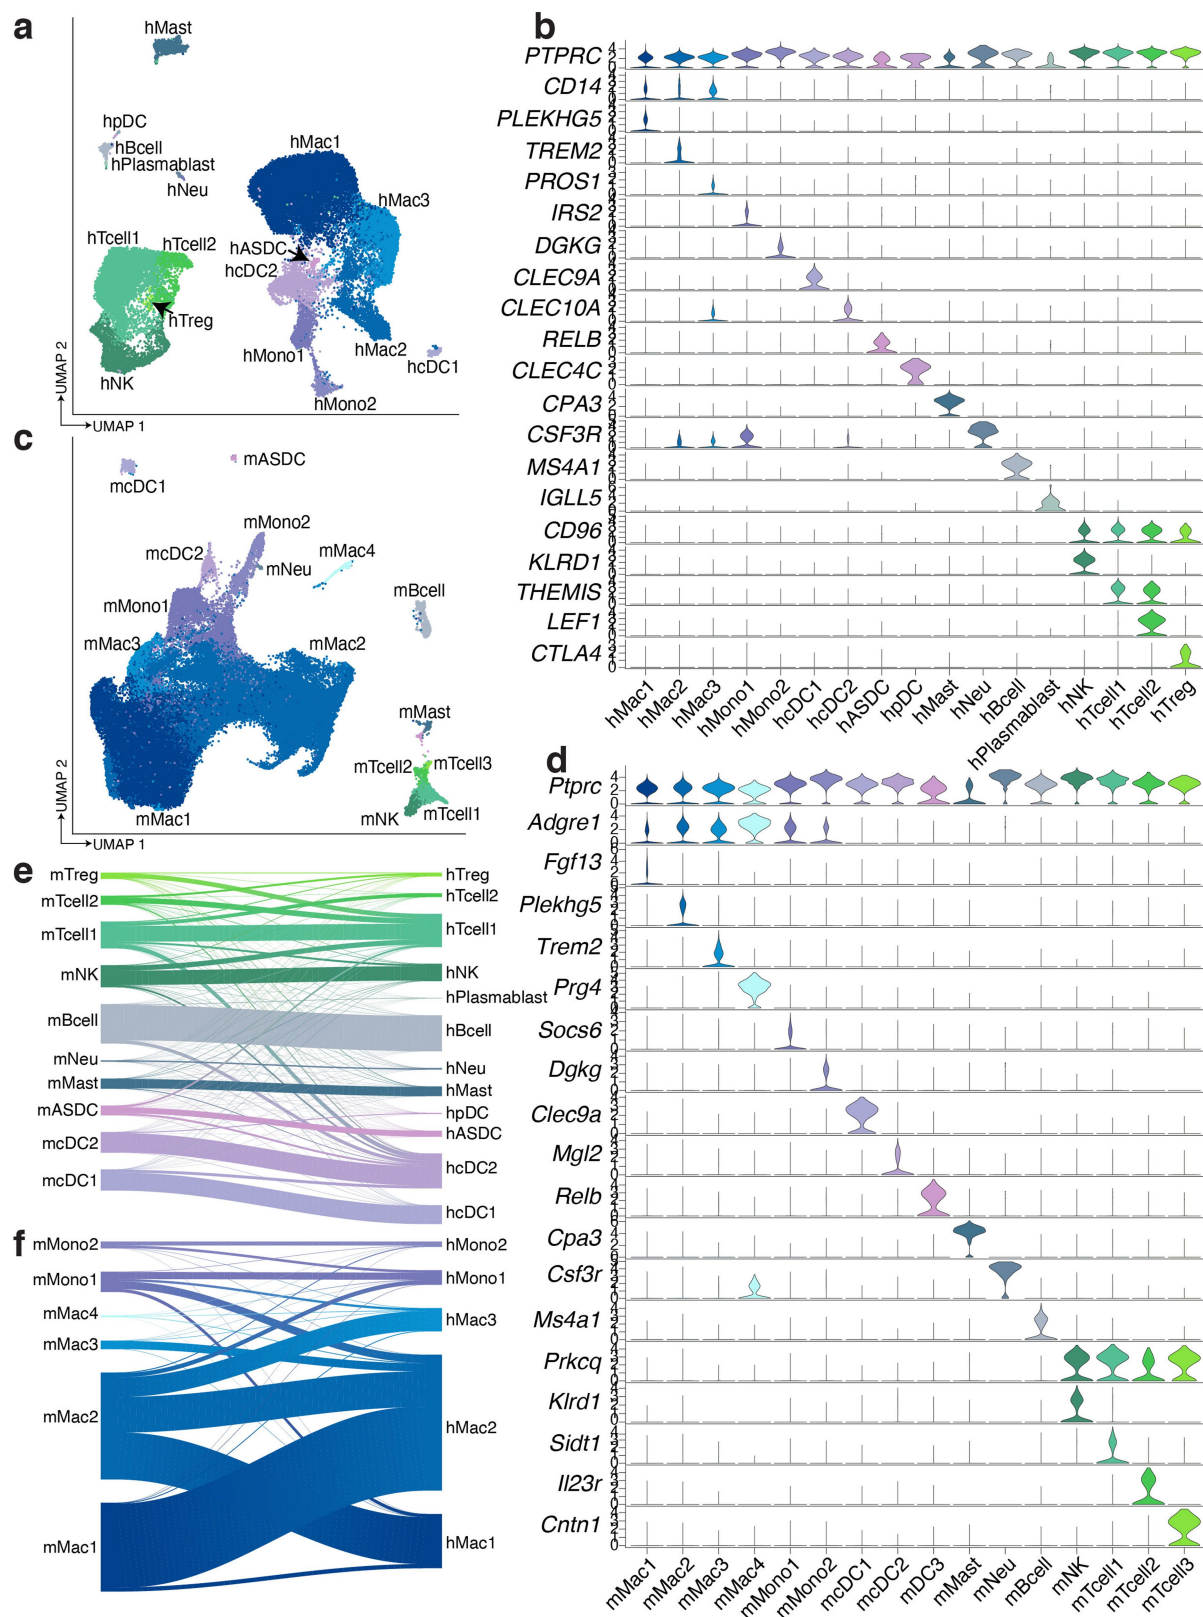 a
hMast
hpDC
hBcell
hPlasmablast
hNeu
hMac1
hMac3
hTcell1
hTcell2
hASDC
hcDC2
hTreg
hMono1
hMac2
hcDC1
hNK
hMono2
UMAP 2
UMAP 1
b
PTPRC
CD14
PLEKHG5
TREM2
PROS1
IRS2
DGKG
CLEC9A
CLEC10A
RELB
CLEC4C
CPA3
CSF3R
MS4A1
IGLL5
CD96
KLRD1
THEMIS
LEF1
CTLA4
hMac1
hMac2
hMac3
hMono1
hMono2
hcDC1
hcDC2
hASDC
hpDC
hMast
hNeu
hBcell
hPlasmablast
hNK
hTcell1
hTcell2
hTreg
c
mcDC1
mASDC
mMono2
mcDC2
mNeu
mMac4
mBcell
mMono1
mMac3
mMac2
mMast
mTcell2
mTcell3
mNK
mTcell1
mMac1
UMAP 2
UMAP 1
d
Ptprc
Adgre1
Fgf13
Plekhg5
Trem2
Prg4
Socs6
Dgkg
Clec9a
Mgl2
Relb
Cpa3
Csf3r
Ms4a1
Prkcq
Klrd1
Sidt1
Il23r
Cntn1
mMac1
mMac2
mMac3
mMac4
mMono1
mMono2
mcDC1
mcDC2
mDC3
mMast
mNeu
mBcell
mNK
mTcell1
mTcell2
mTcell3
e
mTreg
mTcell2
mTcell1
mNK
mBcell
mNeu
mMast
mASDC
mcDC2
mcDC1
hTreg
hTcell2
hTcell1
hNK
hPlasmablast
hBcell
hNeu
hMast
hpDC
hASDC
hcDC2
hcDC1
f
mMono2
mMono1
mMac4
mMac3
mMac2
mMac1
hMono2
hMono1
hMac3
hMac2
hMac1